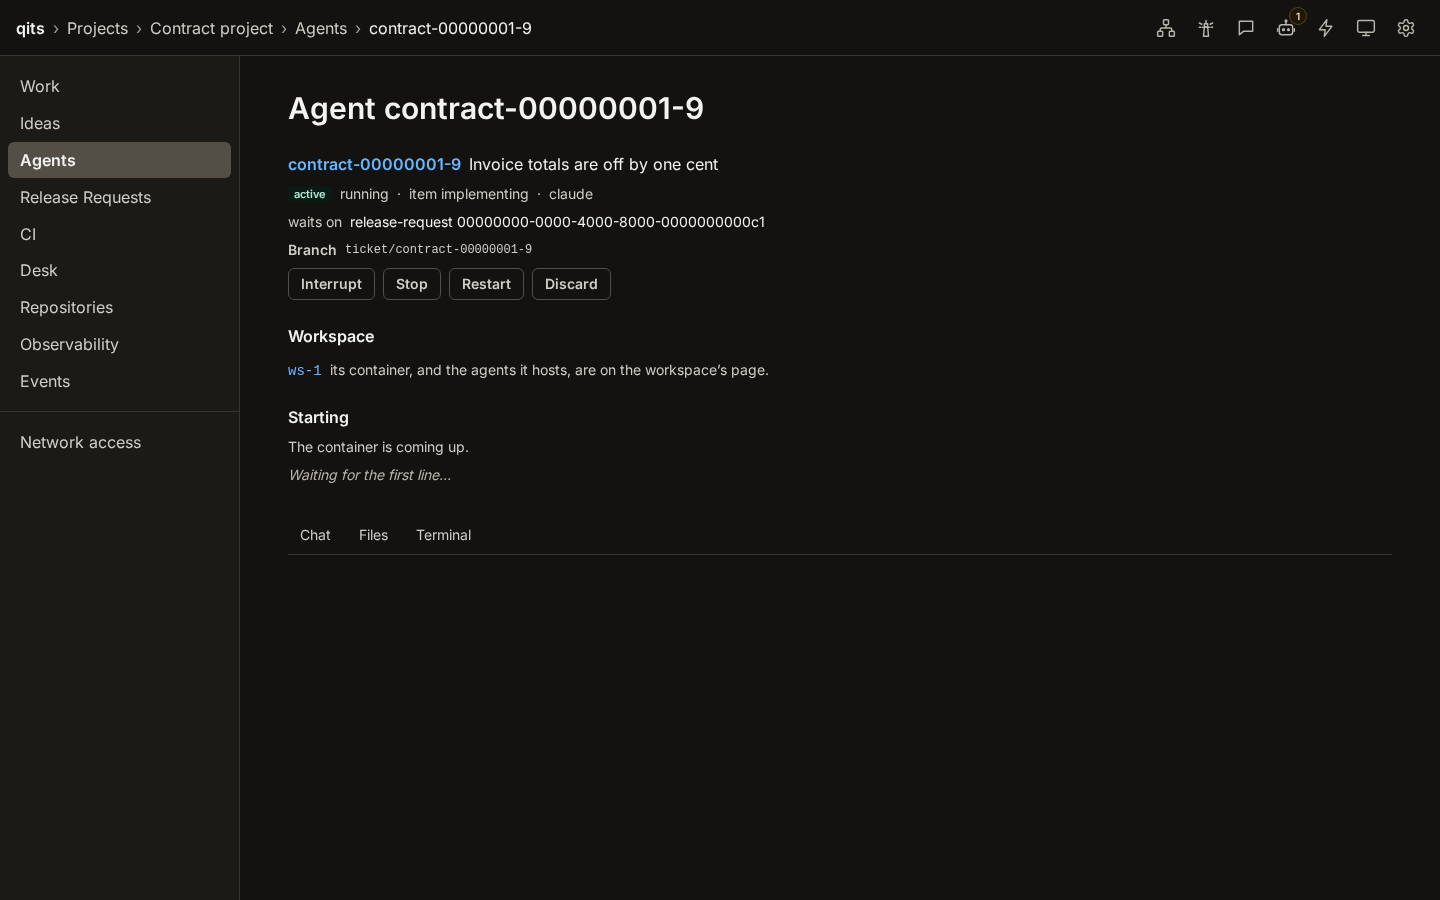 qits › Projects › Contract project › Agents › contract-00000001-9
1
Work
Ideas
Agents
Release Requests
CI
Desk
Repositories
Observability
Events
Network access
Agent contract-00000001-9
contract-00000001-9 Invoice totals are off by one cent
active running · item implementing · claude
waits on release-request 00000000-0000-4000-8000-0000000000c1
Branch ticket/contract-00000001-9
Interrupt Stop Restart Discard
Workspace
ws-1 its container, and the agents it hosts, are on the workspace’s page.
Starting
The container is coming up.
Waiting for the first line…
Chat Files Terminal